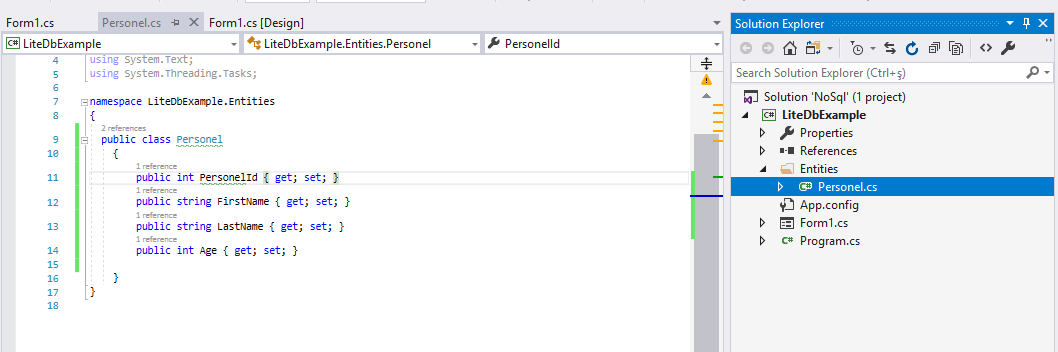 Form1.cs
Personel.cs
Form1.cs [Design]
LiteDbExample
LiteDbExample.Entities.Personel
PersonelId
4 using System.Text;
5 using System.Threading.Tasks;
6
7 namespace LiteDbExample.Entities
8 {
2 references
9 public class Personel
10 {
1 reference
11 public int PersonelId { get; set; }
1 reference
12 public string FirstName { get; set; }
1 reference
13 public string LastName { get; set; }
1 reference
14 public int Age { get; set; }
15
16 }
17 }
18
Solution Explorer
Search Solution Explorer (Ctrl+ş)
Solution 'NoSql' (1 project)
LiteDbExample
Properties
References
Entities
Personel.cs
App.config
Form1.cs
Program.cs